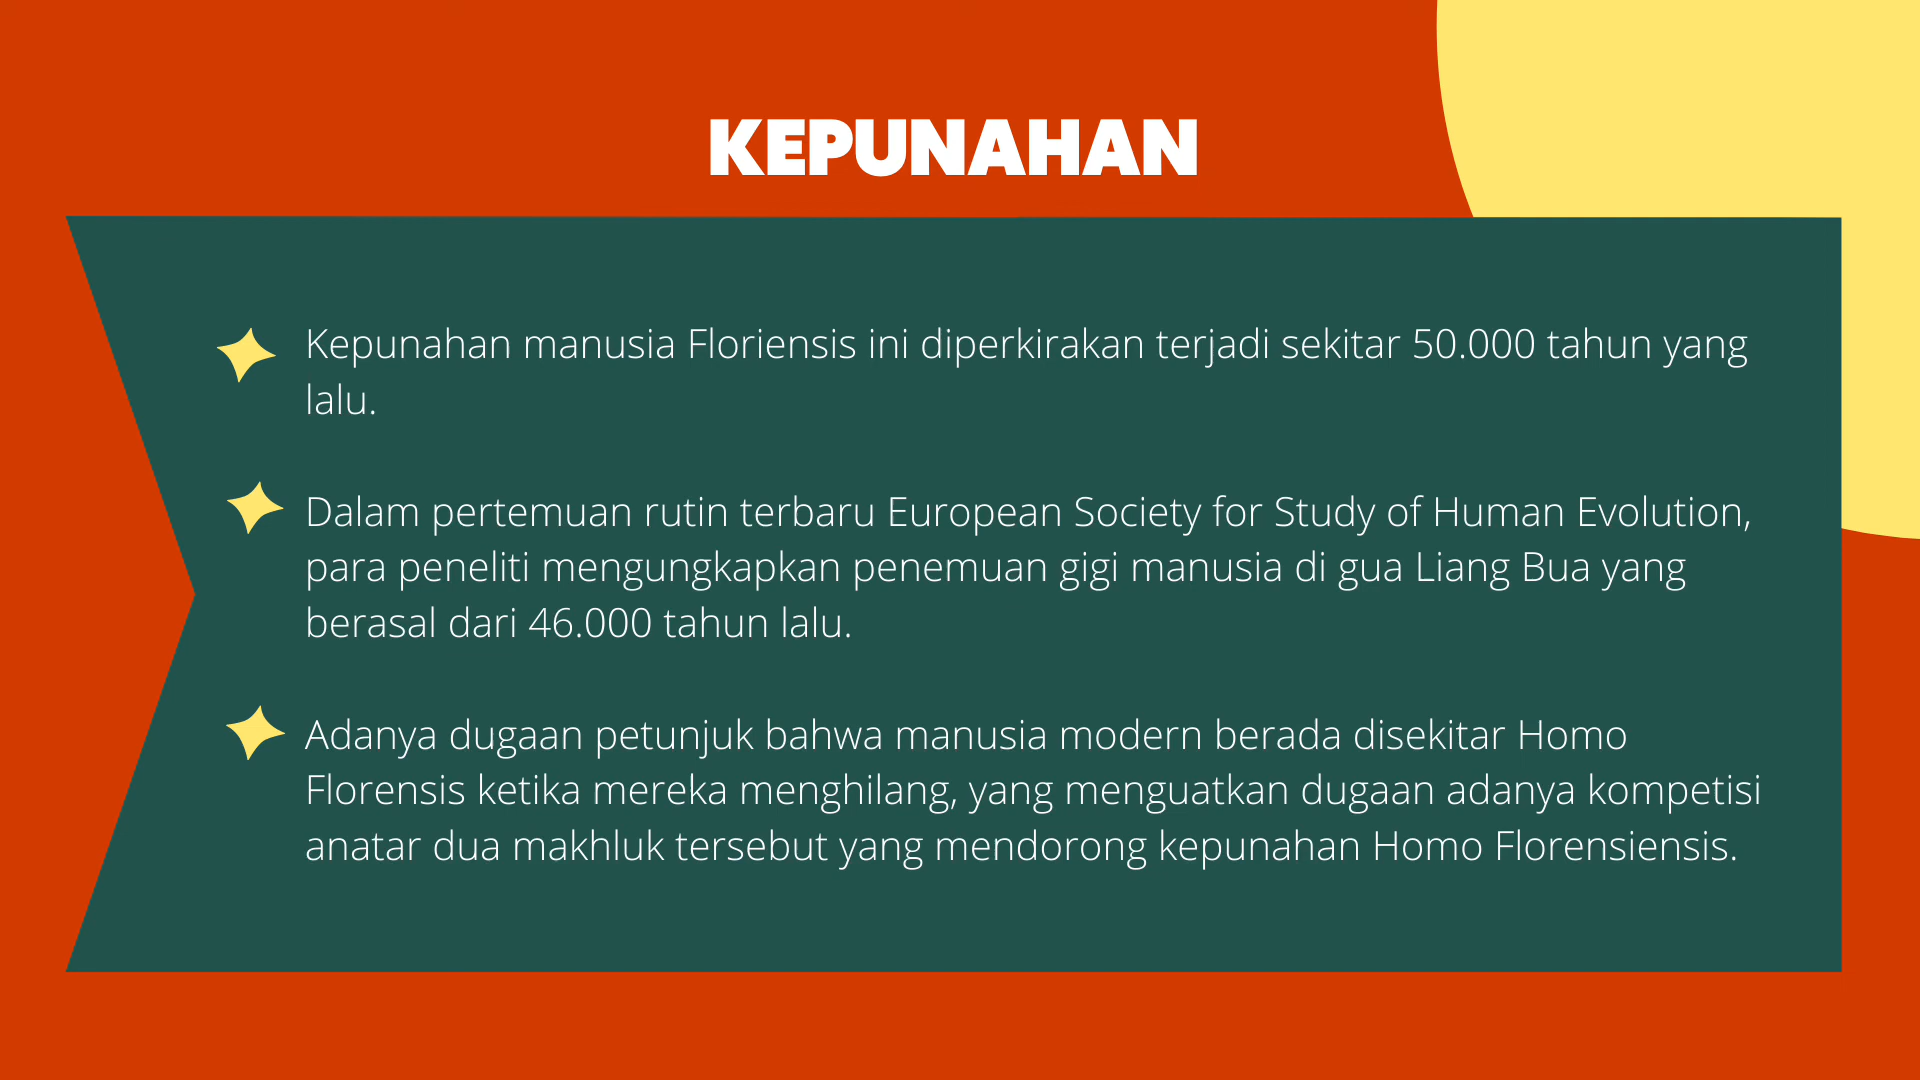 KEPUNAHAN
Kepunahan manusia Floriensis ini diperkirakan terjadi sekitar 50.000 tahun yang
lalu.
Dalam pertemuan rutin terbaru European Society for Study of Human Evolution,
para peneliti mengungkapkan penemuan gigi manusia di gua Liang Bua yang
berasal dari 46.000 tahun lalu.
Adanya dugaan petunjuk bahwa manusia modern berada disekitar Homo
Florensis ketika mereka menghilang, yang menguatkan dugaan adanya kompetisi
anatar dua makhluk tersebut yang mendorong kepunahan Homo Florensiensis.